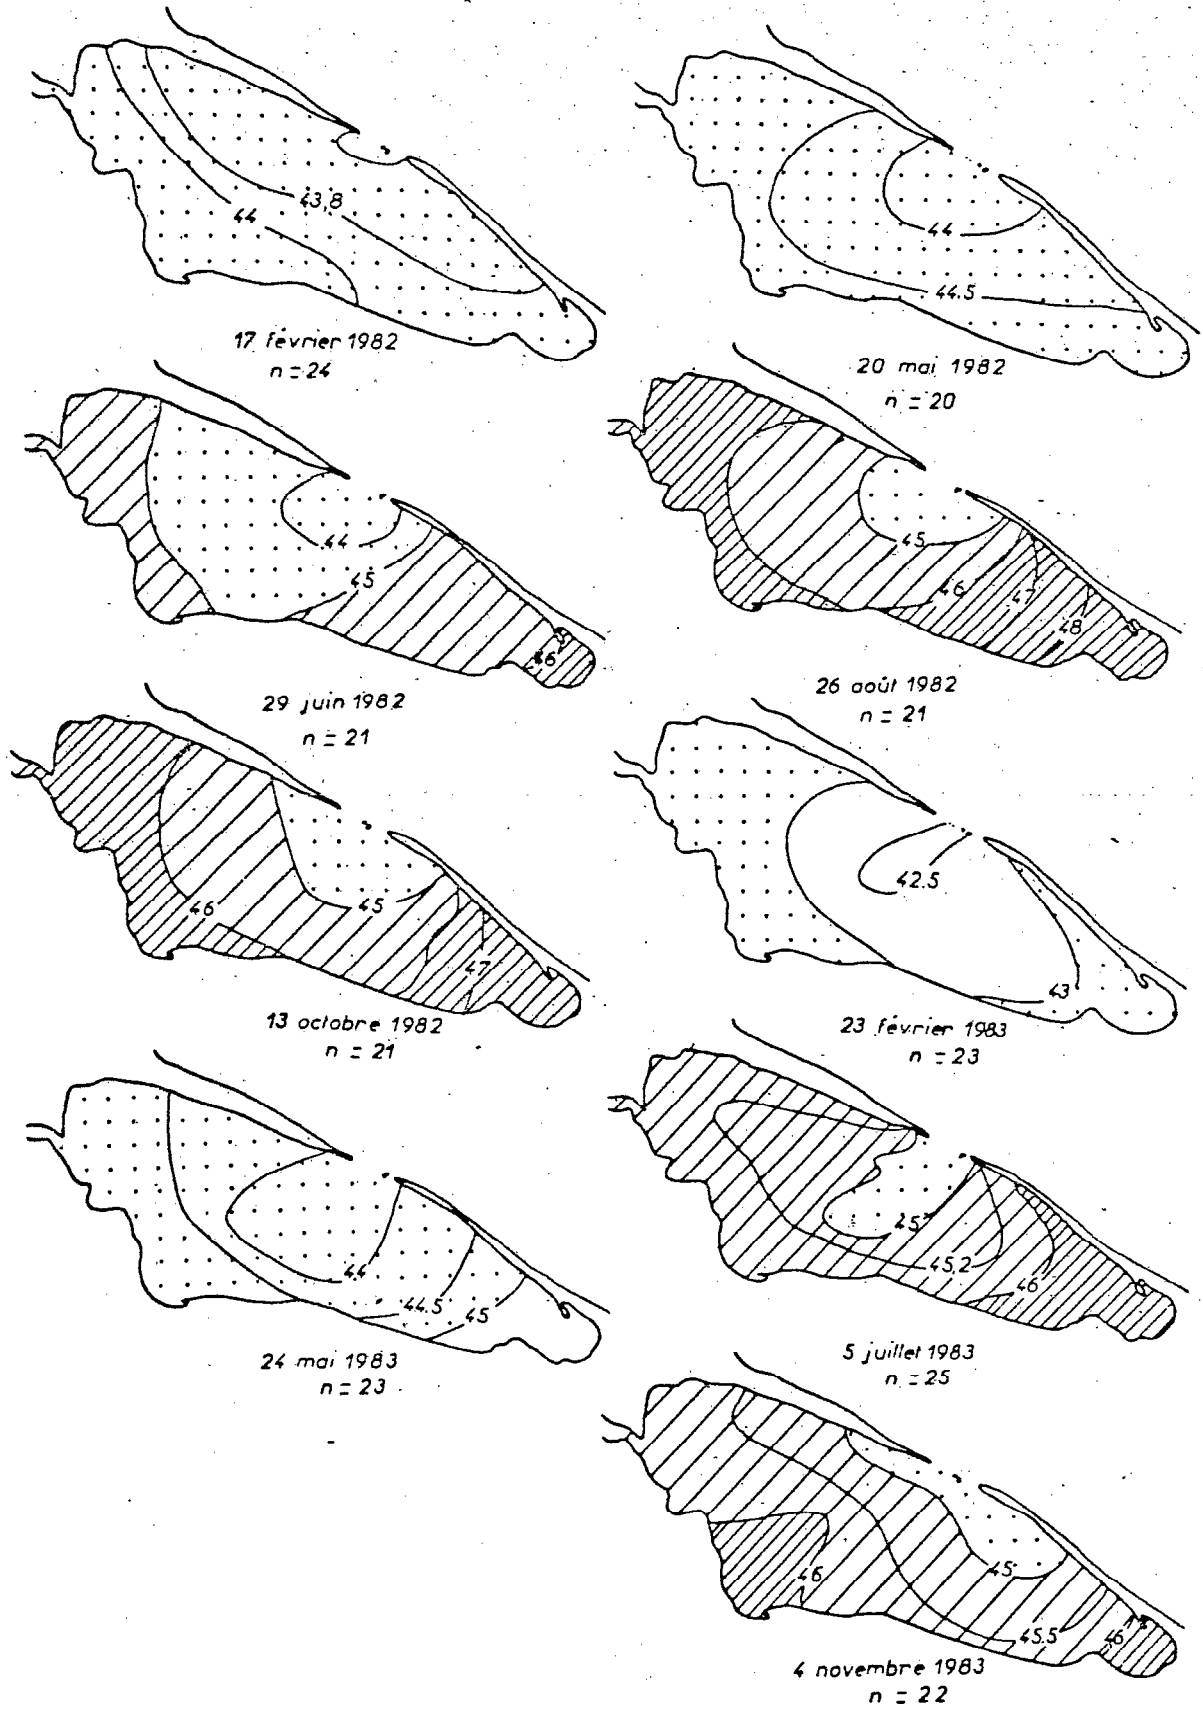 43,8
44
17 février 1982
n = 24
44
44.5
20 mai 1982
n = 20
44
45
46
29 juin 1982
n = 21
45
46
47
48
26 août 1982
n = 21
46
45
47
13 octobre 1982
n = 21
42.5
43
23 février 1983
n = 23
44
44.5
45
24 mai 1983
n = 23
45
45,2
46
5 juillet 1983
n = 25
46
45
45.5
46
4 novembre 1983
n = 22